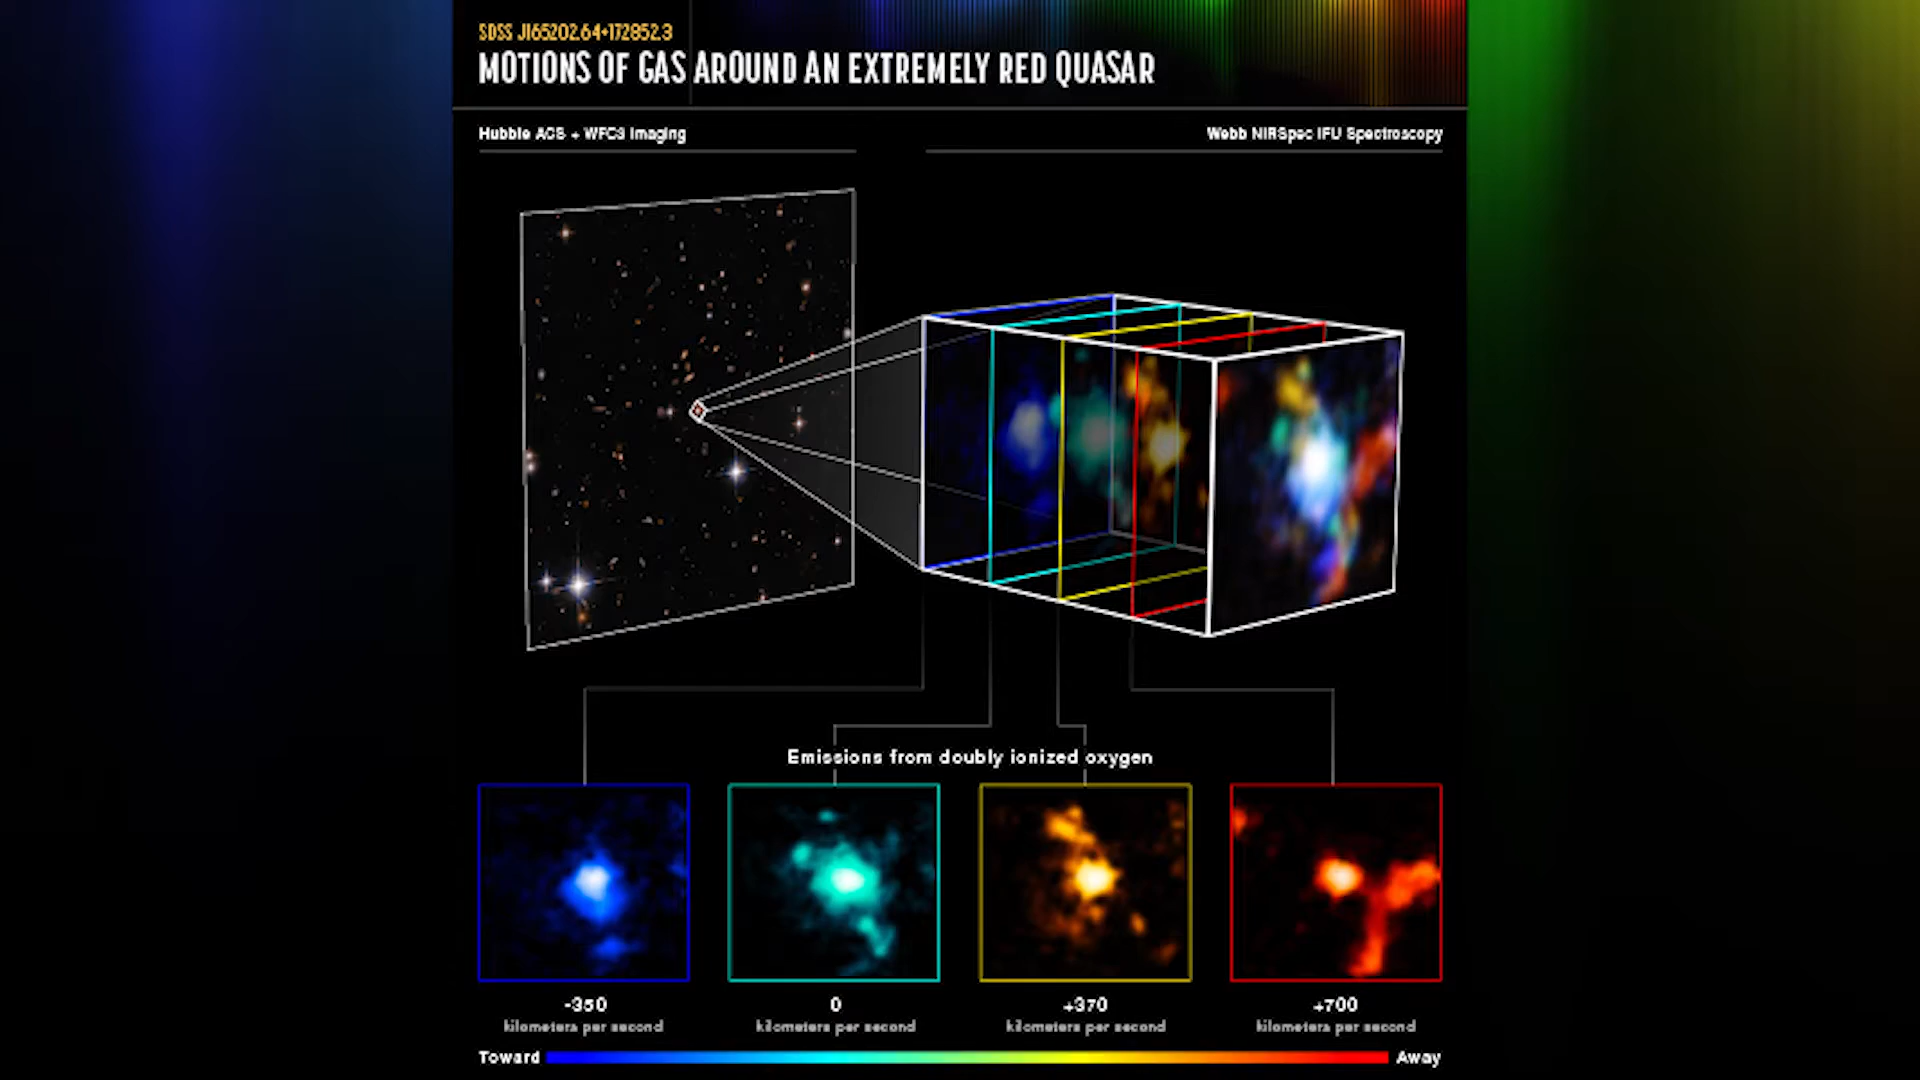 SDSS J165202.64+172852.3
MOTIONS OF GAS AROUND AN EXTREMELY RED QUASAR
Hubble ACS + WFC3 Imaging
Webb NIRSpec IFU Spectroscopy
Emissions from doubly ionized oxygen
-350
kilometers per second
0
kilometers per second
+370
kilometers per second
+700
kilometers per second
Toward
Away